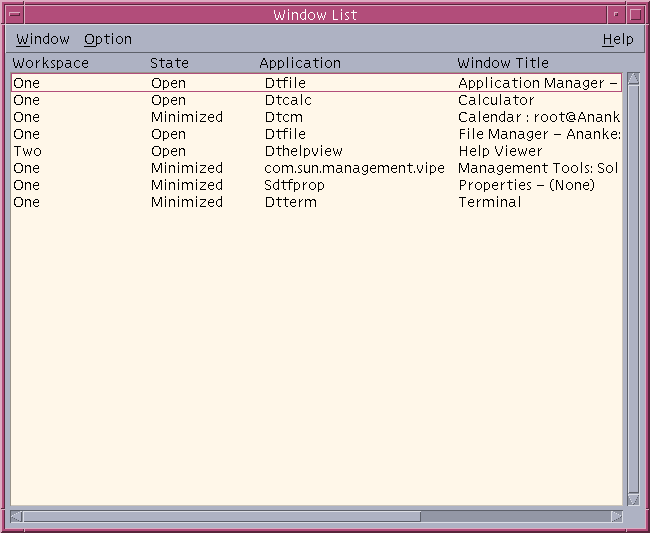 Window List
Window Option Help
Workspace State Application Window Title
One Open Dtfile Application Manager –
One Open Dtcalc Calculator
One Minimized Dtcm Calendar : root@Anank
One Open Dtfile File Manager – Ananke:
Two Open Dthelpview Help Viewer
One Minimized com.sun.management.vipe Management Tools: Sol
One Minimized Sdtfprop Properties – (None)
One Minimized Dtterm Terminal